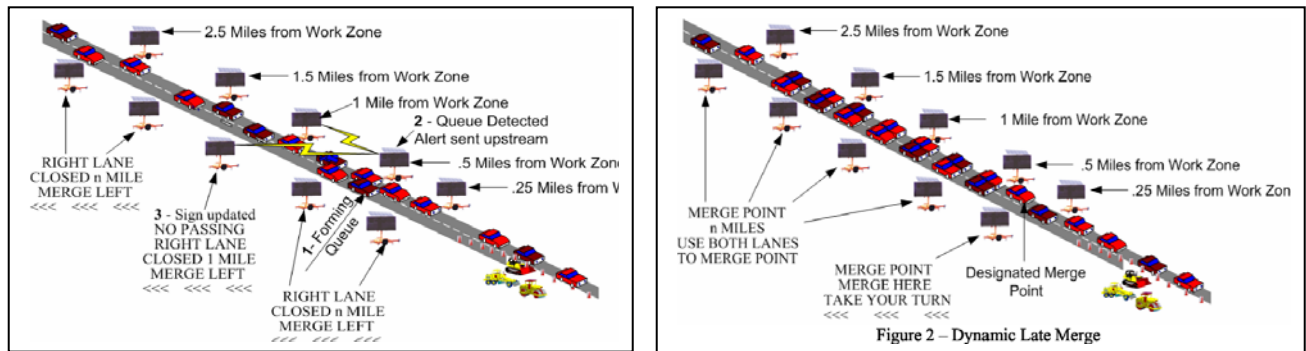 2.5 Miles from Work Zone
1.5 Miles from Work Zone
1 Mile from Work Zone
2 - Queue Detected
Alert sent upstream
.5 Miles from Work Zone
.25 Miles from W
RIGHT LANE
CLOSED n MILE
MERGE LEFT
<<< <<< <<<
3 - Sign updated
NO PASSING
RIGHT LANE
CLOSED 1 MILE
MERGE LEFT
<<< <<< <<<
1- Forming
Queue
RIGHT LANE
CLOSED n MILE
MERGE LEFT
<<< <<< <<<
2.5 Miles from Work Zone
1.5 Miles from Work Zone
1 Mile from Work Zone
.5 Miles from Work Zone
.25 Miles from Work Zon
MERGE POINT
n MILES
USE BOTH LANES
TO MERGE POINT
MERGE POINT
MERGE HERE
TAKE YOUR TURN
<<< <<< <<<
Designated Merge
Point
Figure 2 – Dynamic Late Merge